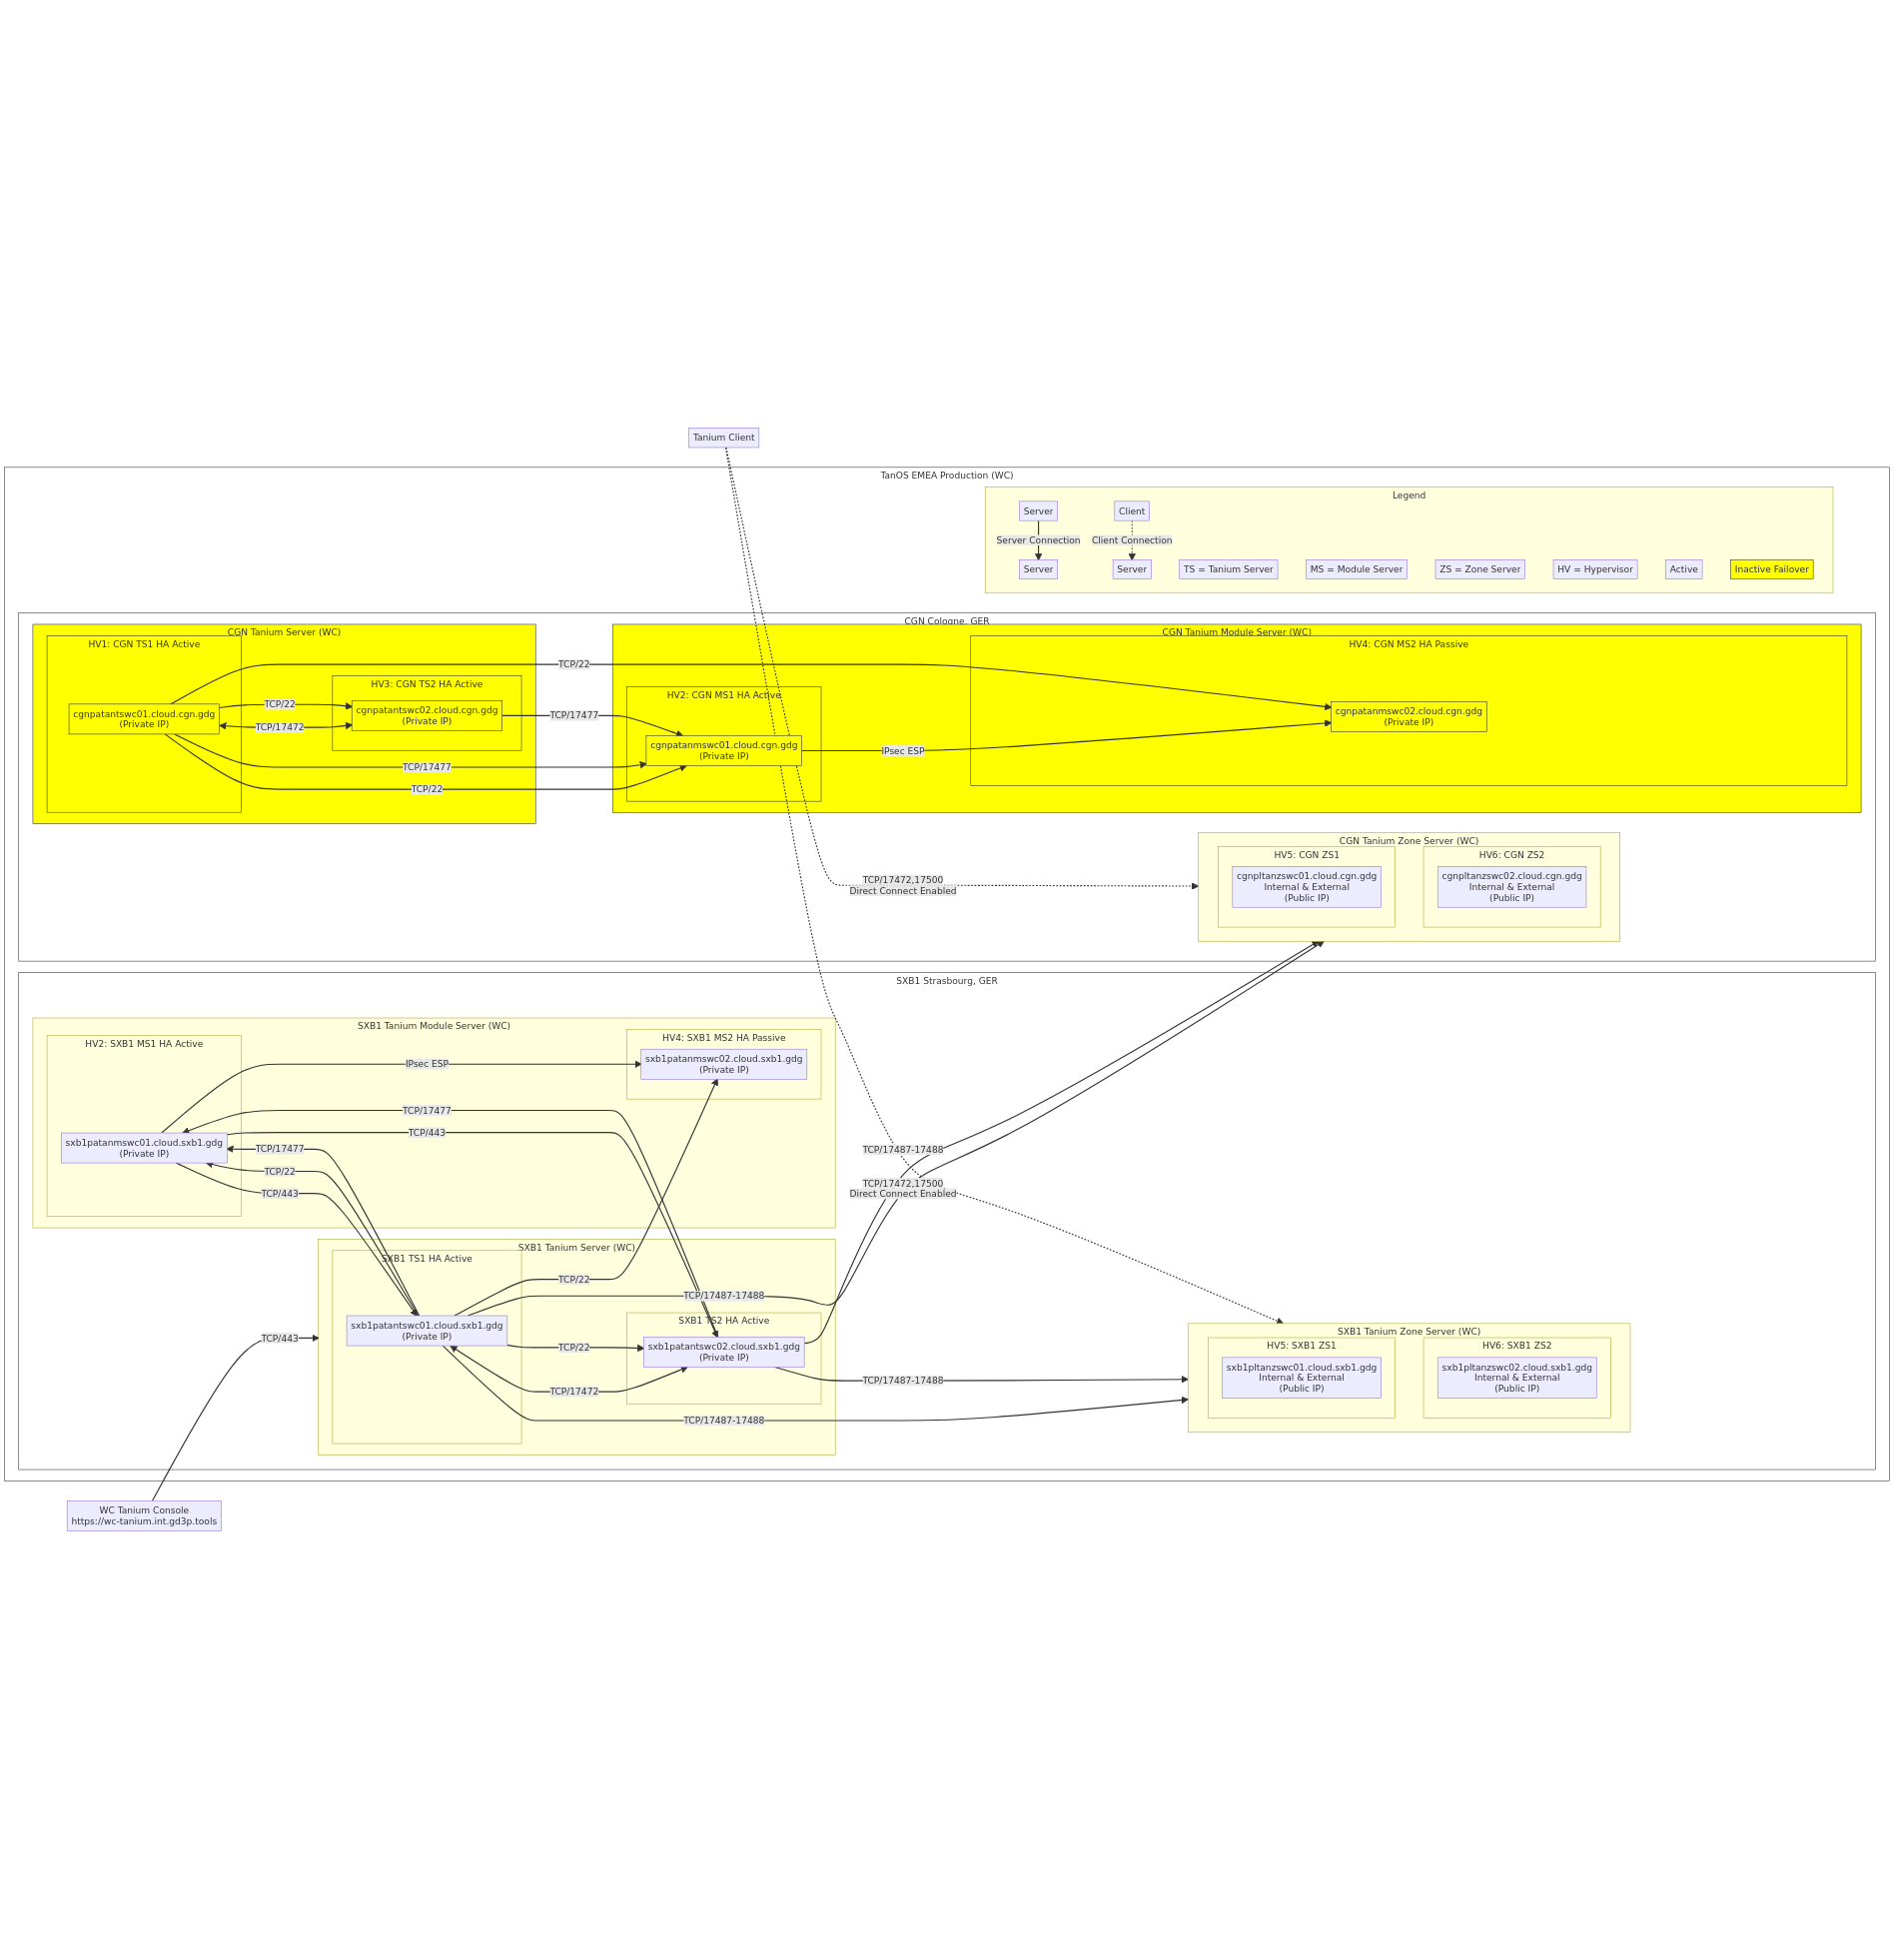 Tanium Client
TanOS EMEA Production (WC)
Legend
Server
Client
Server Connection
Client Connection
Server
Server
TS = Tanium Server
MS = Module Server
ZS = Zone Server
HV = Hypervisor
Active
Inactive Failover
CGN Cologne, GER
CGN Tanium Server (WC)
HV1: CGN TS1 HA Active
cgnpatantswc01.cloud.cgn.gdg
(Private IP)
HV3: CGN TS2 HA Active
cgnpatantswc02.cloud.cgn.gdg
(Private IP)
TCP/22
TCP/22
TCP/17472
TCP/17477
TCP/17477
TCP/22
CGN Tanium Module Server (WC)
HV2: CGN MS1 HA Active
cgnpatanmswc01.cloud.cgn.gdg
(Private IP)
IPsec ESP
HV4: CGN MS2 HA Passive
cgnpatanmswc02.cloud.cgn.gdg
(Private IP)
TCP/17472,17500
Direct Connect Enabled
CGN Tanium Zone Server (WC)
HV5: CGN ZS1
cgnpltanzswc01.cloud.cgn.gdg
Internal & External
(Public IP)
HV6: CGN ZS2
cgnpltanzswc02.cloud.cgn.gdg
Internal & External
(Public IP)
SXB1 Strasbourg, GER
SXB1 Tanium Module Server (WC)
HV2: SXB1 MS1 HA Active
sxb1patanmswc01.cloud.sxb1.gdg
(Private IP)
HV4: SXB1 MS2 HA Passive
sxb1patanmswc02.cloud.sxb1.gdg
(Private IP)
IPsec ESP
TCP/17477
TCP/443
TCP/17477
TCP/22
TCP/443
TCP/17487-17488
TCP/17472,17500
Direct Connect Enabled
SXB1 Tanium Server (WC)
SXB1 TS1 HA Active
sxb1patantswc01.cloud.sxb1.gdg
(Private IP)
TCP/22
TCP/17487-17488
SXB1 TS2 HA Active
sxb1patantswc02.cloud.sxb1.gdg
(Private IP)
TCP/22
TCP/17472
TCP/17487-17488
TCP/17487-17488
TCP/443
SXB1 Tanium Zone Server (WC)
HV5: SXB1 ZS1
sxb1pltanzswc01.cloud.sxb1.gdg
Internal & External
(Public IP)
HV6: SXB1 ZS2
sxb1pltanzswc02.cloud.sxb1.gdg
Internal & External
(Public IP)
WC Tanium Console
https://wc-tanium.int.gd3p.tools